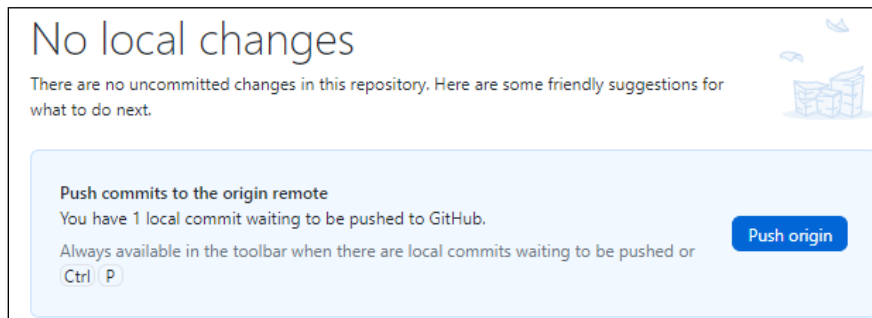 No local changes
There are no uncommitted changes in this repository. Here are some friendly suggestions for
what to do next.
Push commits to the origin remote
You have 1 local commit waiting to be pushed to GitHub.
Always available in the toolbar when there are local commits waiting to be pushed or
Ctrl P
Push origin